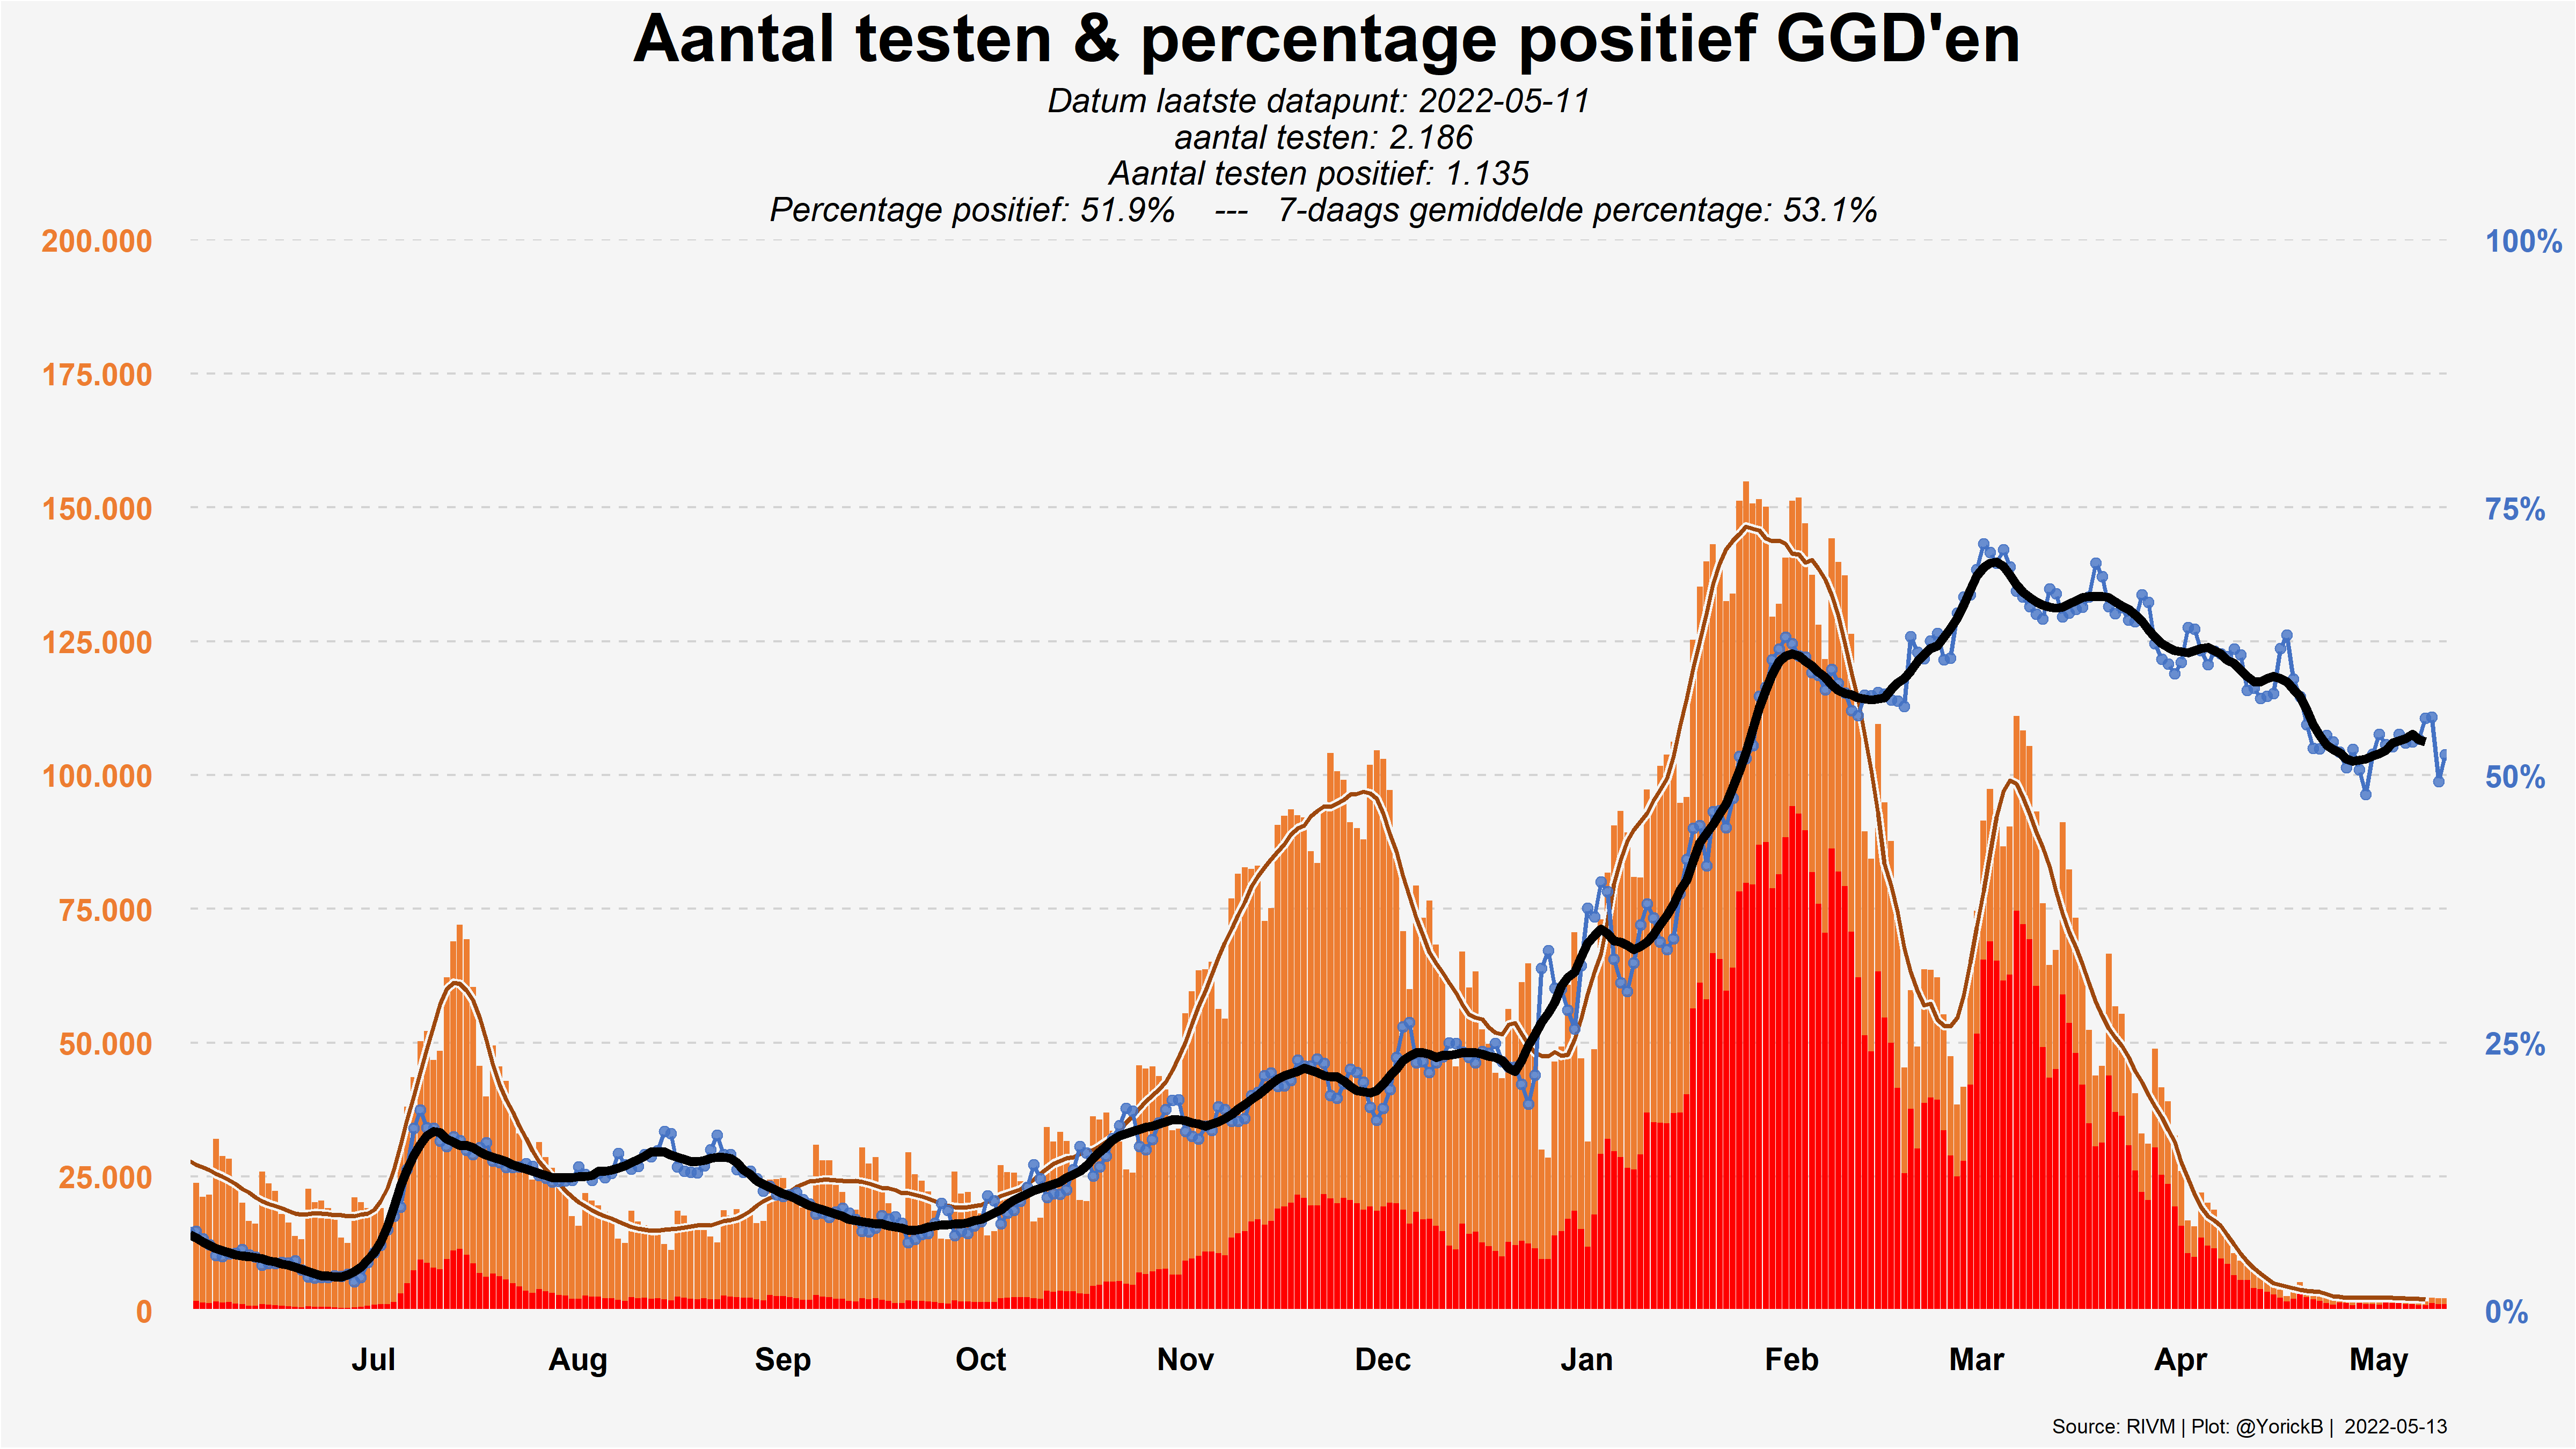 Aantal testen & percentage positief GGD'en
Datum laatste datapunt: 2022-05-11
aantal testen: 2.186
Aantal testen positief: 1.135
Percentage positief: 51.9% --- 7-daags gemiddelde percentage: 53.1%
200.000
175.000
150.000
125.000
100.000
75.000
50.000
25.000
0
100%
75%
50%
25%
0%
Jul Aug Sep Oct Nov Dec Jan Feb Mar Apr May
Source: RIVM | Plot: @YorickB | 2022-05-13